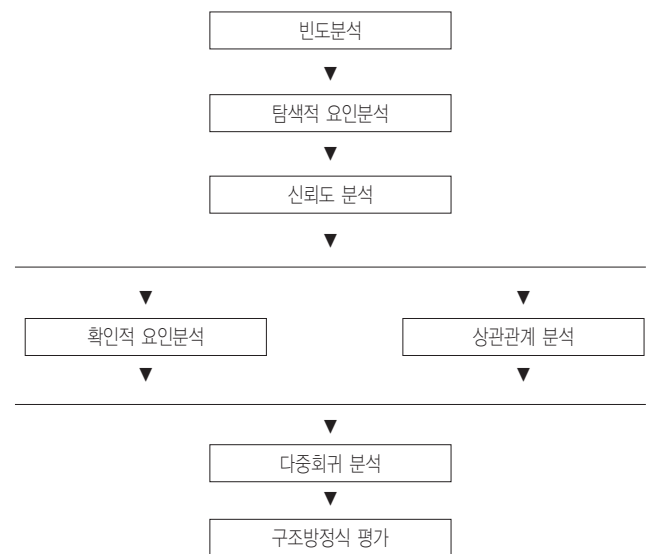 빈도분석
▼
탐색적 요인분석
▼
신뢰도 분석
▼
▼ ▼
확인적 요인분석 상관관계 분석
▼ ▼
▼
다중회귀 분석
▼
구조방정식 평가